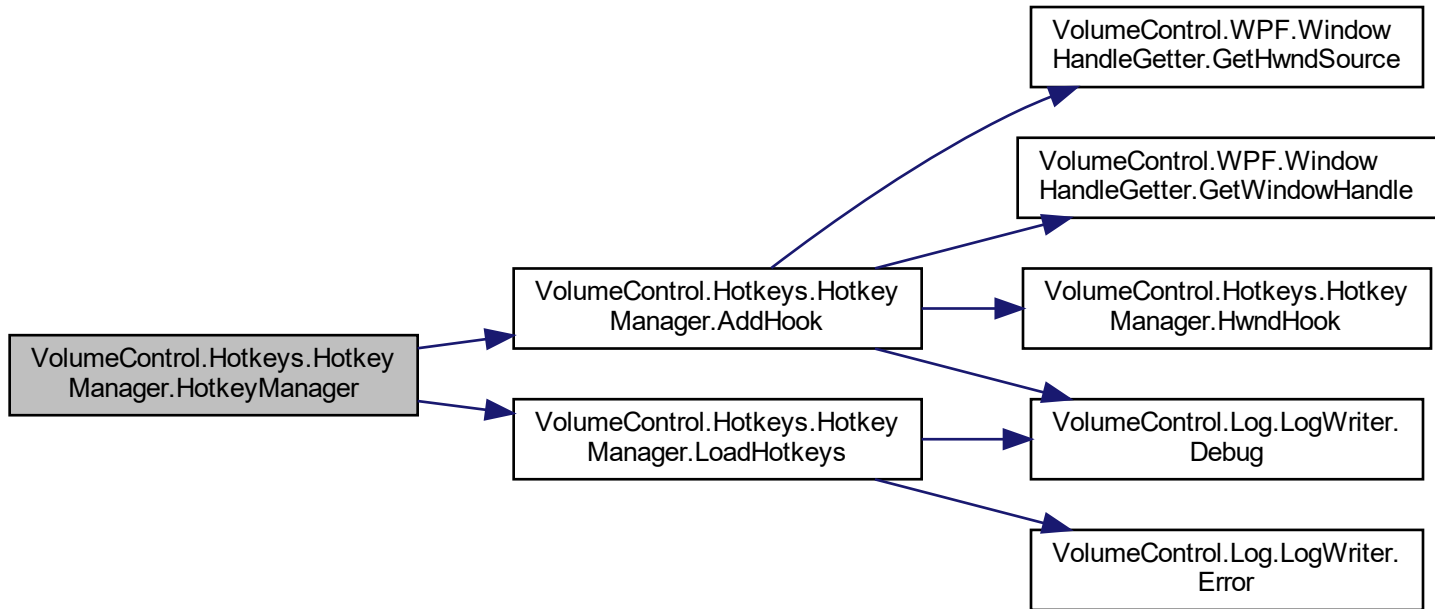 VolumeControl.Hotkeys.Hotkey
Manager.HotkeyManager
VolumeControl.Hotkeys.Hotkey
Manager.AddHook
VolumeControl.Hotkeys.Hotkey
Manager.LoadHotkeys
VolumeControl.WPF.Window
HandleGetter.GetHwndSource
VolumeControl.WPF.Window
HandleGetter.GetWindowHandle
VolumeControl.Hotkeys.Hotkey
Manager.HwndHook
VolumeControl.Log.LogWriter.
Debug
VolumeControl.Log.LogWriter.
Error